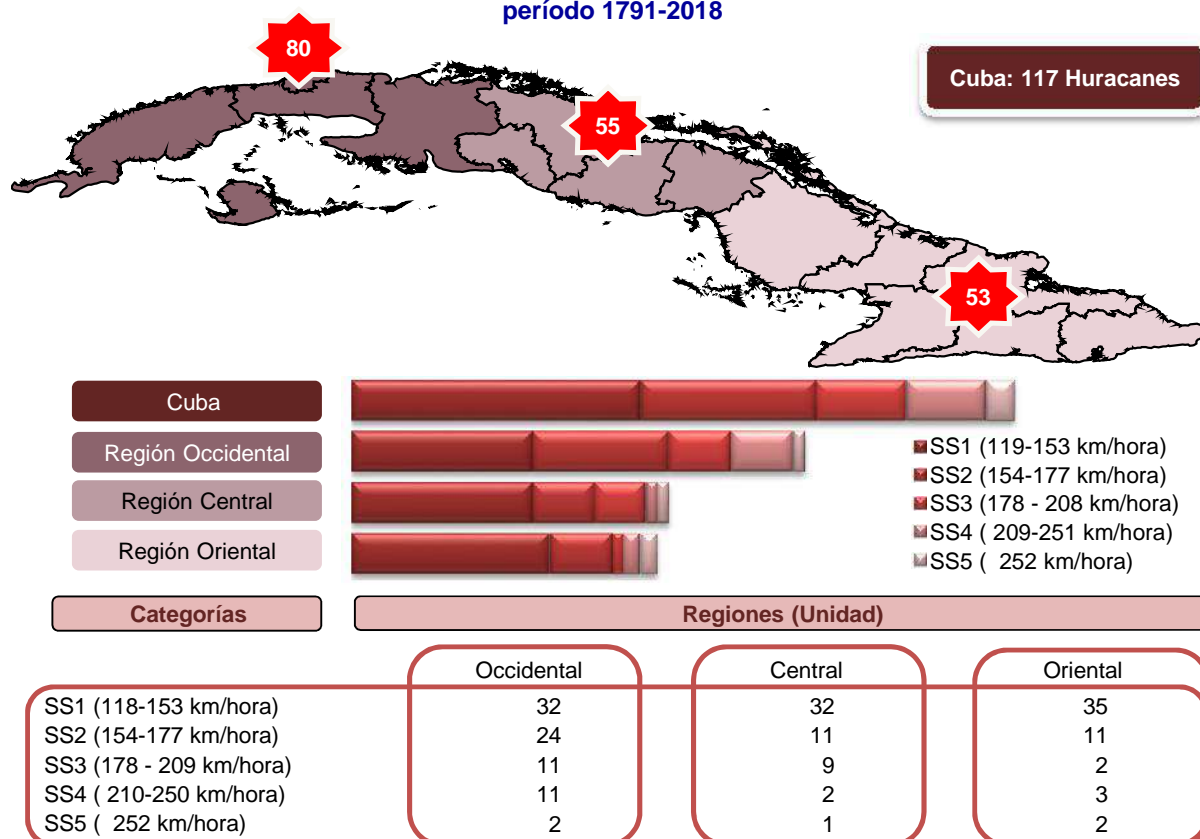 período 1791-2018
80
Cuba: 117 Huracanes
55
53
Cuba
Región Occidental
Región Central
Región Oriental
SS1 (119-153 km/hora)
SS2 (154-177 km/hora)
SS3 (178 - 208 km/hora)
SS4 ( 209-251 km/hora)
SS5 ( 252 km/hora)
Categorías Regiones (Unidad)
Occidental Central Oriental
SS1 (118-153 km/hora) 32 32 35
SS2 (154-177 km/hora) 24 11 11
SS3 (178 - 209 km/hora) 11 9 2
SS4 ( 210-250 km/hora) 11 2 3
SS5 ( 252 km/hora) 2 1 2